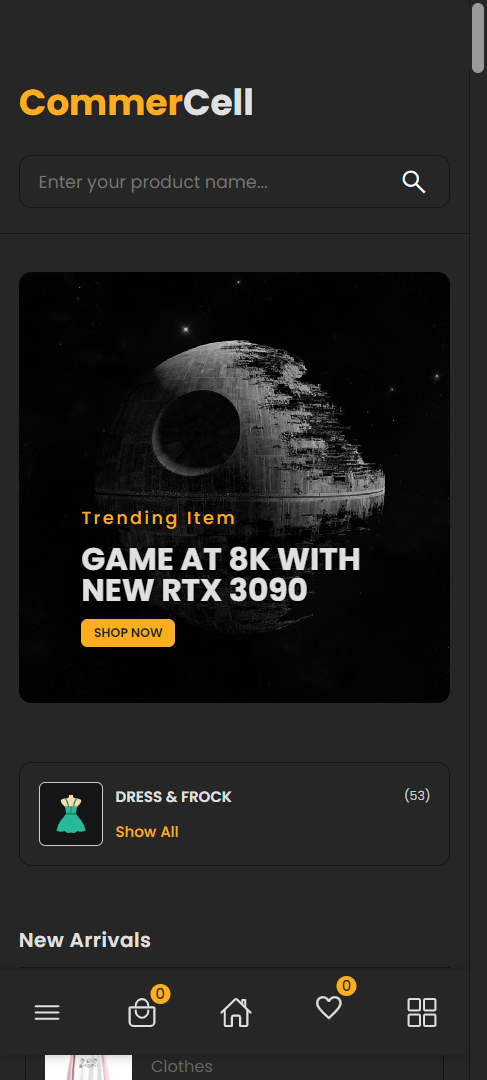 CommerCell
Enter your product name...
Trending Item
GAME AT 8K WITH
NEW RTX 3090
SHOP NOW
DRESS & FROCK
(53)
Show All
New Arrivals
0
0
Clothes